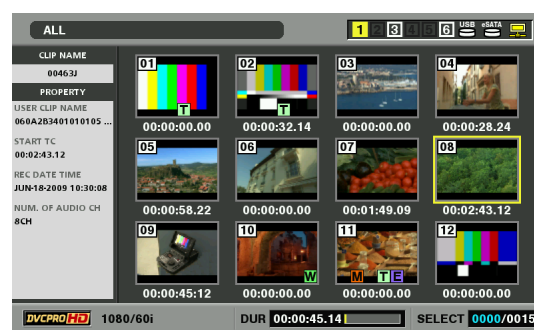 ALL
1 2 3 4 5 6 USB eSATA
CLIP NAME
00463J
PROPERTY
USER CLIP NAME
060A2B3401010105 ...
START TC
00:02:43.12
REC DATE TIME
JUN-18-2009 10:30:08
NUM. OF AUDIO CH
8CH
01 02 03 04
T T
00:00:00.00 00:00:32.14 00:00:00.00 00:00:28.24
05 06 07 08
00:00:58.22 00:00:00.00 00:01:49.09 00:02:43.12
09 10 11 12
W M T E
00:00:45:12 00:00:00.00 00:00:00.00 00:00:00.00
DVCPRO HD 1080/60i DUR 00:00:45.14 SELECT 0000/0015